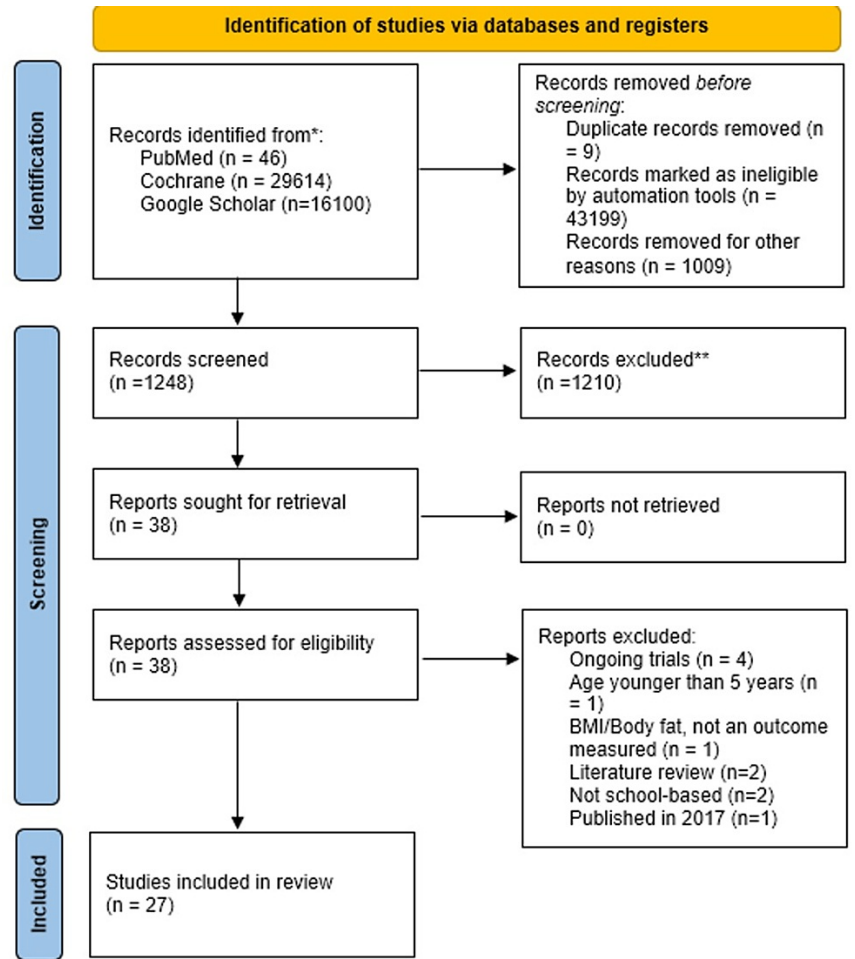 Identification of studies via databases and registers
Identification
Records identified from*:
PubMed (n = 46)
Cochrane (n = 29614)
Google Scholar (n=16100)
Records removed before
screening:
Duplicate records removed (n
= 9)
Records marked as ineligible
by automation tools (n =
43199)
Records removed for other
reasons (n = 1009)
Screening
Records screened
(n =1248)
Records excluded**
(n =1210)
Reports sought for retrieval
(n = 38)
Reports not retrieved
(n = 0)
Reports assessed for eligibility
(n = 38)
Reports excluded:
Ongoing trials (n = 4)
Age younger than 5 years (n
= 1)
BMI/Body fat, not an outcome
measured (n = 1)
Literature review (n=2)
Not school-based (n=2)
Published in 2017 (n=1)
Included
Studies included in review
(n = 27)